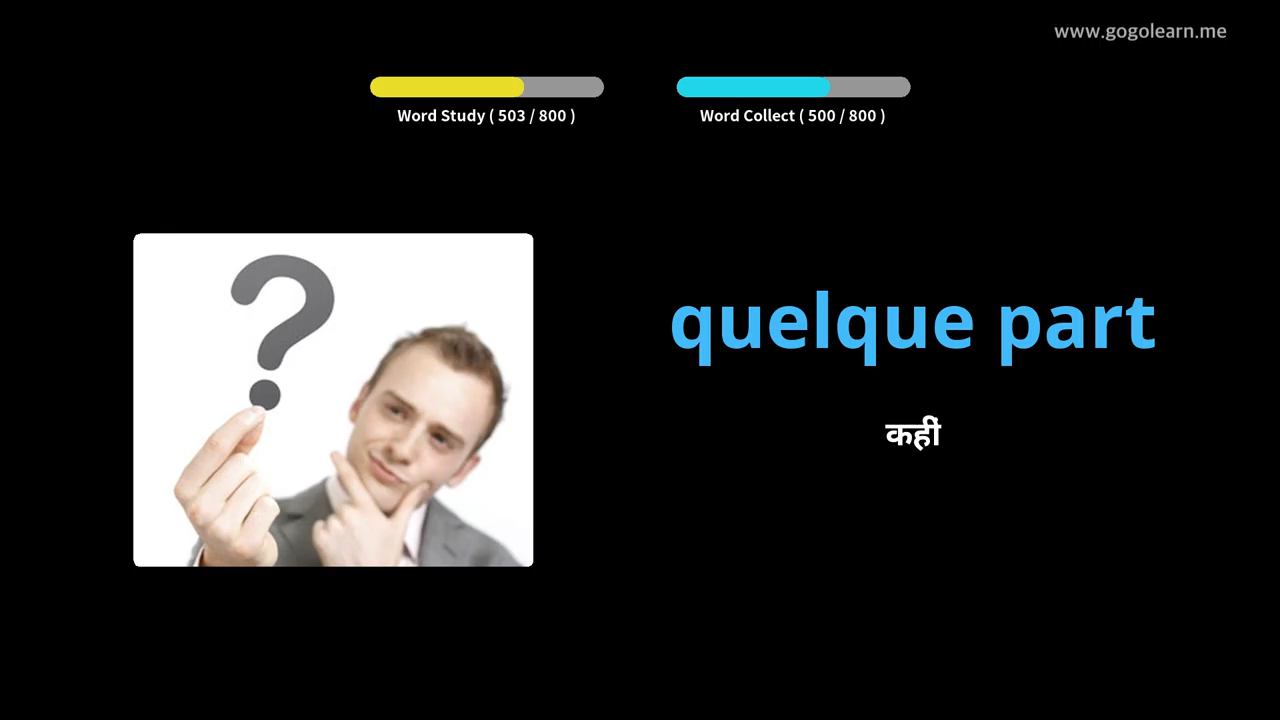 www.gogolearn.me
Word Study ( 503 / 800 )
Word Collect ( 500 / 800 )
quelque part
कहीं